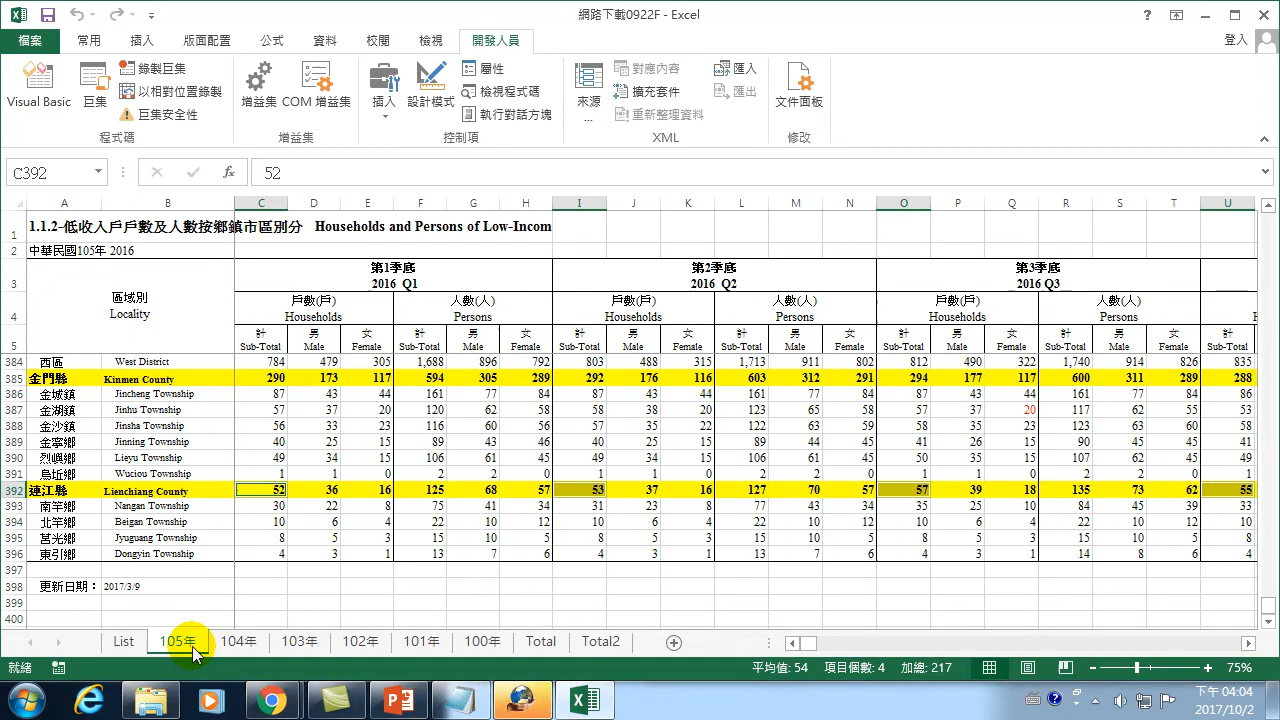 網路下載0922F - Excel
檔案 常用 插入 版面配置 公式 資料 校閱 檢視 開發人員 登入
Visual Basic 巨集 錄製巨集 以相對位置錄製 巨集安全性 程式碼
增益集 COM 增益集 增益集
插入 設計模式 屬性 檢視程式碼 執行對話方塊 控制項
來源 ... 對應內容 擴充套件 重新整理資料 匯入 匯出 XML
文件面板 修改
C392 fx 52
A B C D E F G H I J K L M N O P Q R S T U
1 1.1.2-低收入戶戶數及人數按鄉鎮市區別分 Households and Persons of Low-Incom
2 中華民國105年 2016
3 區域別 Locality 第1季底 2016 Q1 第2季底 2016 Q2 第3季底 2016 Q3
4 戶數(戶) Households 人數(人) Persons 戶數(戶) Households 人數(人) Persons 戶數(戶) Households 人數(人) Persons H
5 計 Sub-Total 男 Male 女 Female 計 Sub-Total 男 Male 女 Female 計 Sub-Total 男 Male 女 Female 計 Sub-Total 男 Male 女 Female 計 Sub-Total 男 Male 女 Female 計 Sub-Total 男 Male 女 Female 計 Sub-Total
384 西區 West District 784 479 305 1,688 896 792 803 488 315 1,713 911 802 812 490 322 1,740 914 826 835
385 金門縣 Kinmen County 290 173 117 594 305 289 292 176 116 603 312 291 294 177 117 600 311 289 288
386 金城鎮 Jincheng Township 87 43 44 161 77 84 87 43 44 161 77 84 87 43 44 161 77 84 86
387 金湖鎮 Jinhu Township 57 37 20 120 62 58 58 38 20 123 65 58 57 37 20 117 62 55 53
388 金沙鎮 Jinsha Township 56 33 23 116 60 56 57 35 22 122 63 59 58 35 23 123 63 60 58
389 金寧鄉 Jinning Township 40 25 15 89 43 46 40 25 15 89 44 45 41 26 15 90 45 45 41
390 烈嶼鄉 Lieyu Township 49 34 15 106 61 45 49 34 15 106 61 45 50 35 15 107 62 45 49
391 烏坵鄉 Wuciou Township 1 1 0 2 2 0 1 1 0 2 2 0 1 1 0 2 2 0 1
392 連江縣 Lienchiang County 52 36 16 125 68 57 53 37 16 127 70 57 57 39 18 135 73 62 55
393 南竿鄉 Nangan Township 30 22 8 75 41 34 31 23 8 77 43 34 35 25 10 84 45 39 33
394 北竿鄉 Beigan Township 10 6 4 22 10 12 10 6 4 22 10 12 10 6 4 22 10 12 10
395 莒光鄉 Jyuguang Township 8 5 3 15 10 5 8 5 3 15 10 5 8 5 3 15 10 5 8
396 東引鄉 Dongyin Township 4 3 1 13 7 6 4 3 1 13 7 6 4 3 1 14 8 6 4
397
398 更新日期： 2017/3/9
399
400
List 105年 104年 103年 102年 101年 100年 Total Total2
就緒 平均值: 54 項目個數: 4 加總: 217 75%
下午 04:04
2017/10/2